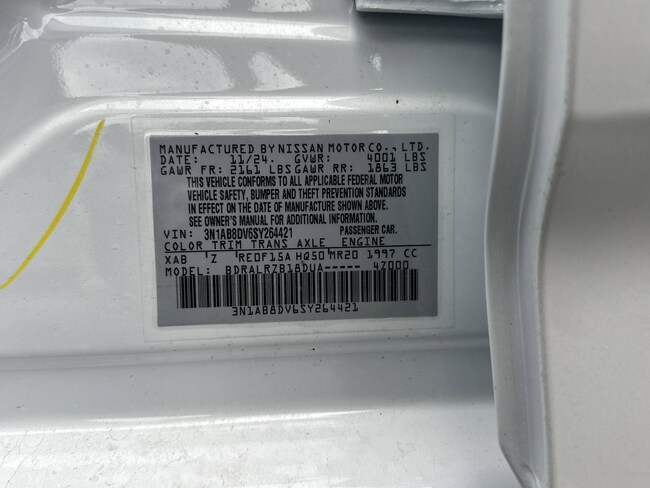 MANUFACTURED BY NISSAN MOTOR CO., LTD.
DATE: 11/24. GVWR: 4001 LBS
GAWR FR: 2161 LBS GAWR RR: 1863 LBS
THIS VEHICLE CONFORMS TO ALL APPLICABLE FEDERAL MOTOR
VEHICLE SAFETY, BUMPER AND THEFT PREVENTION STANDARDS
IN EFFECT ON THE DATE OF MANUFACTURE SHOWN ABOVE.
SEE OWNER'S MANUAL FOR ADDITIONAL INFORMATION.
VIN: 3N1AB8DV6SY264421 PASSENGER CAR.
COLOR TRIM TRANS AXLE ENGINE
XAB 'Z 'RE0F15A HQ50 MR20 1997 CC
MODEL: BDRALRZB18DUA----- 4Z000
3N1AB8DV6SY264421